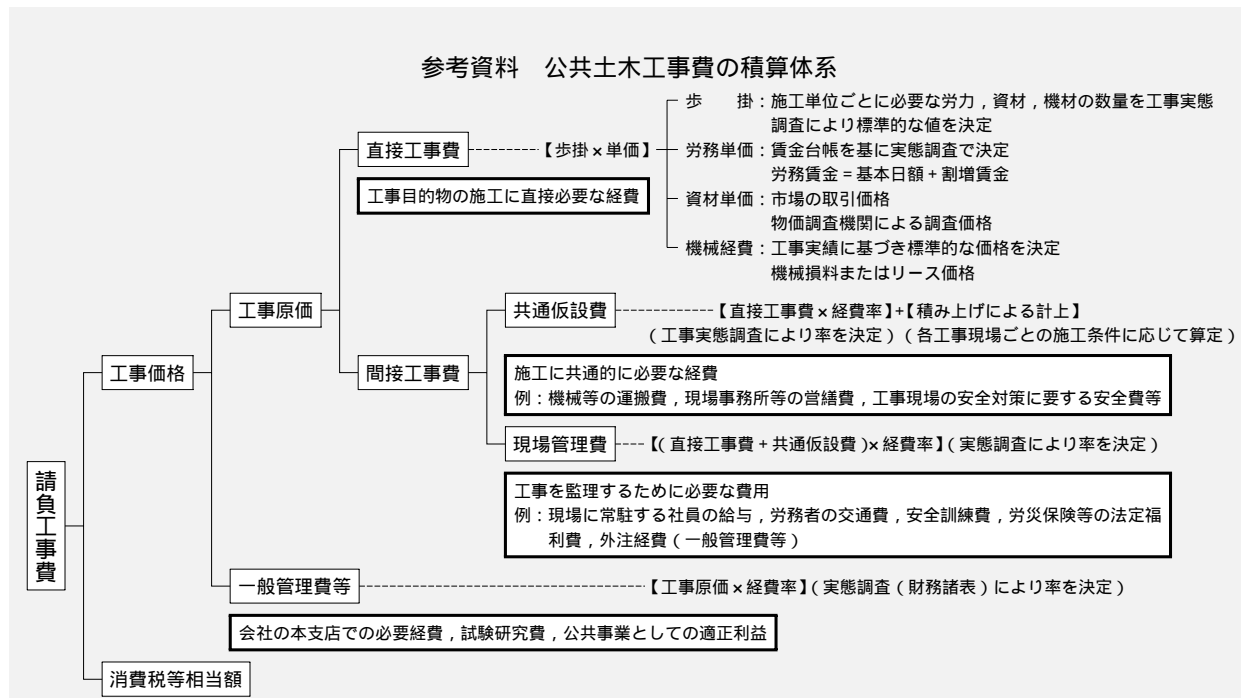 参考資料　公共土木工事費の積算体系
歩　　掛：施工単位ごとに必要な労力，資材，機材の数量を工事実態
調査により標準的な値を決定
直接工事費
【歩掛×単価】
労務単価：賃金台帳を基に実態調査で決定
労務賃金＝基本日額＋割増賃金
工事目的物の施工に直接必要な経費
資材単価：市場の取引価格
物価調査機関による調査価格
機械経費：工事実績に基づき標準的な価格を決定
機械損料またはリース価格
工事原価
共通仮設費
【直接工事費×経費率】+【積み上げによる計上】
（工事実態調査により率を決定）（各工事現場ごとの施工条件に応じて算定）
工事価格
間接工事費
施工に共通的に必要な経費
例：機械等の運搬費，現場事務所等の営繕費，工事現場の安全対策に要する安全費等
現場管理費
【（直接工事費＋共通仮設費）×経費率】（実態調査により率を決定）
請負工事費
工事を監理するために必要な費用
例：現場に常駐する社員の給与，労務者の交通費，安全訓練費，労災保険等の法定福
利費，外注経費（一般管理費等）
一般管理費等
【工事原価×経費率】（実態調査（財務諸表）により率を決定）
会社の本支店での必要経費，試験研究費，公共事業としての適正利益
消費税等相当額